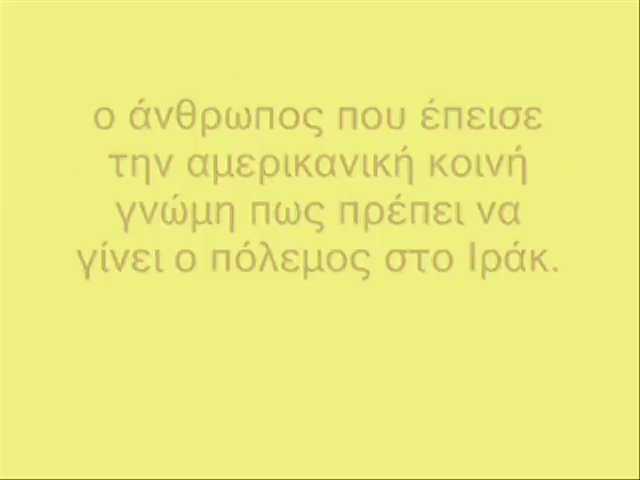 ο άνθρωπος που έπεισε
την αμερικανική κοινή
γνώμη πως πρέπει να
γίνει ο πόλεμος στο Ιράκ.